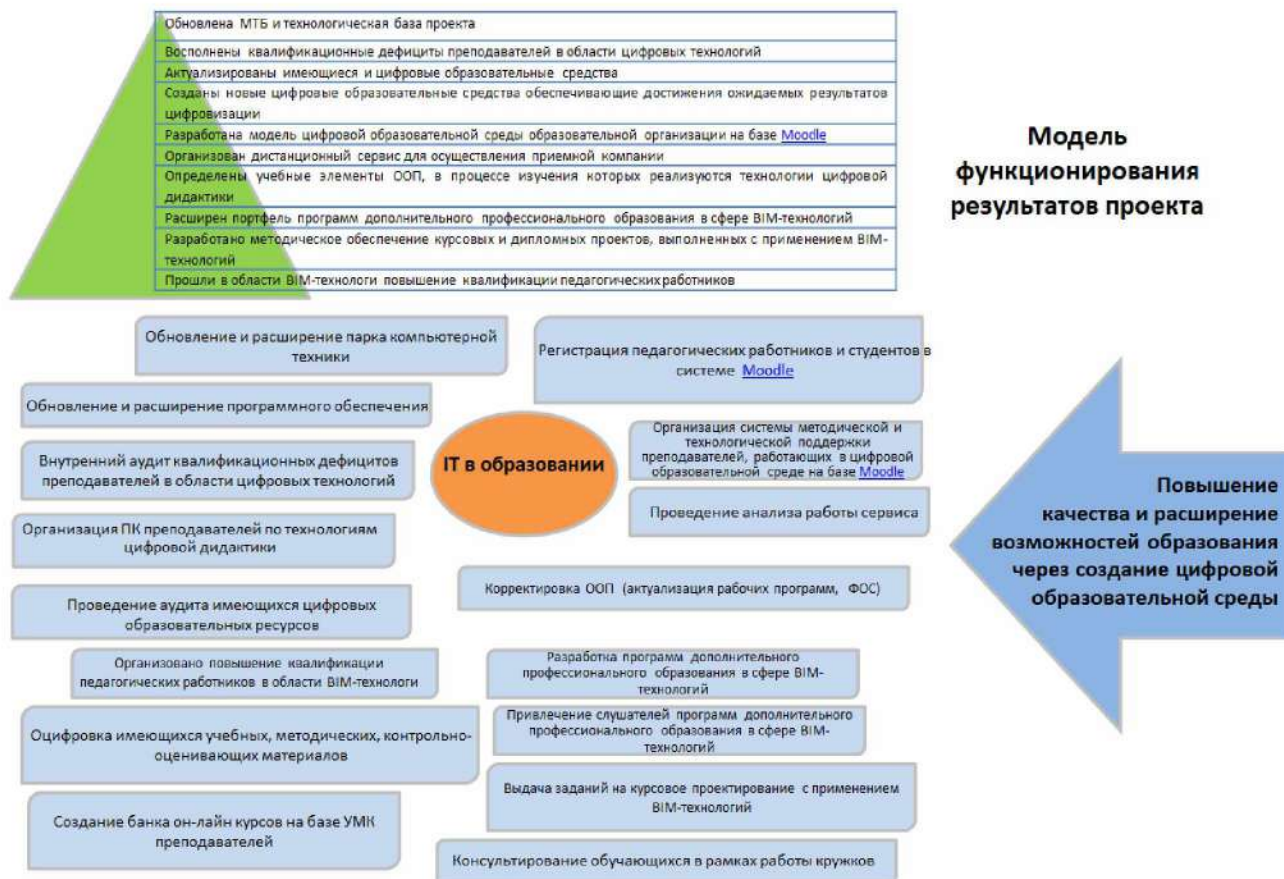 Обновлена МТБ и технологическая база проекта
Восполнены квалификационные дефициты преподавателей в области цифровых технологий
Актуализированы имеющиеся и цифровые образовательные средства
Созданы новые цифровые образовательные средства обеспечивающие достижения ожидаемых результатов
цифровизации
Разработана модель цифровой образовательной среды образовательной организации на базе Moodle
Организован дистанционный сервис для осуществления приемной компании
Определены учебные элементы ООП, в процессе изучения которых реализуются технологии цифровой
дидактики
Расширен портфель программ дополнительного профессионального образования в сфере BIM-технологий
Разработано методическое обеспечение курсовых и дипломных проектов, выполненных с применением BIM-
технологий
Прошли в области BIM-технологи повышение квалификации педагогических работников
Модель
функционирования
результатов проекта
Обновление и расширение парка компьютерной
техники
Регистрация педагогических работников и студентов в
системе Moodle
Обновление и расширение программного обеспечения
IT в образовании
Организация системы методической и
технологической поддержки
преподавателей, работающих в цифровой
образовательной среде на базе Moodle
Внутренний аудит квалификационных дефицитов
преподавателей в области цифровых технологий
Проведение анализа работы сервиса
Организация ПК преподавателей по технологиям
цифровой дидактики
Корректировка ООП (актуализация рабочих программ, ФОС)
Проведение аудита имеющихся цифровых
образовательных ресурсов
Организовано повышение квалификации
педагогических работников в области BIM-технологи
Разработка программ дополнительного
профессионального образования в сфере BIM-
технологий
Оцифровка имеющихся учебных, методических, контрольно-
оценивающих материалов
Привлечение слушателей программ дополнительного
профессионального образования в сфере BIM-
технологий
Выдача заданий на курсовое проектирование с применением
BIM-технологий
Создание банка он-лайн курсов на базе УМК
преподавателей
Консультирование обучающихся в рамках работы кружков
Повышение
качества и расширение
возможностей образования
через создание цифровой
образовательной среды